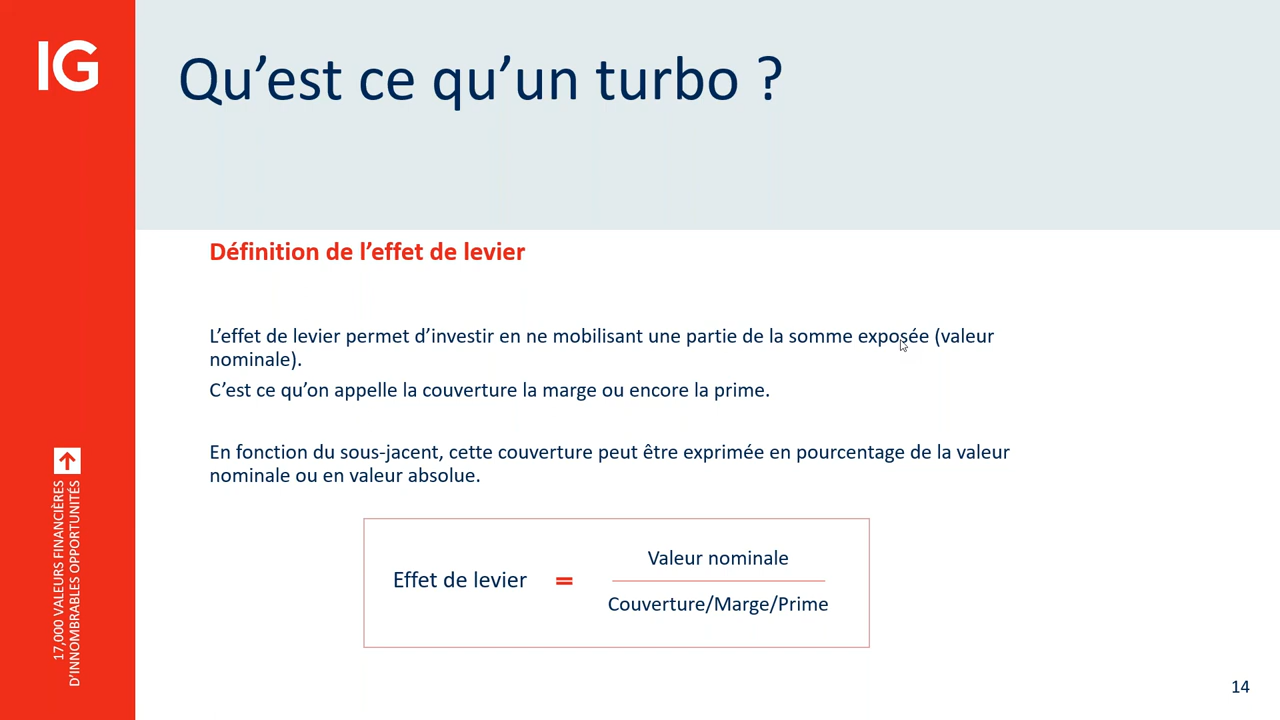 IG
Qu’est ce qu’un turbo ?
Définition de l’effet de levier
L’effet de levier permet d’investir en ne mobilisant une partie de la somme exposée (valeur
nominale).
C’est ce qu’on appelle la couverture la marge ou encore la prime.
En fonction du sous-jacent, cette couverture peut être exprimée en pourcentage de la valeur
nominale ou en valeur absolue.
Effet de levier = Valeur nominale
Couverture/Marge/Prime
17,000 VALEURS FINANCIÈRES
D’INNOMBRABLES OPPORTUNITÉS
14